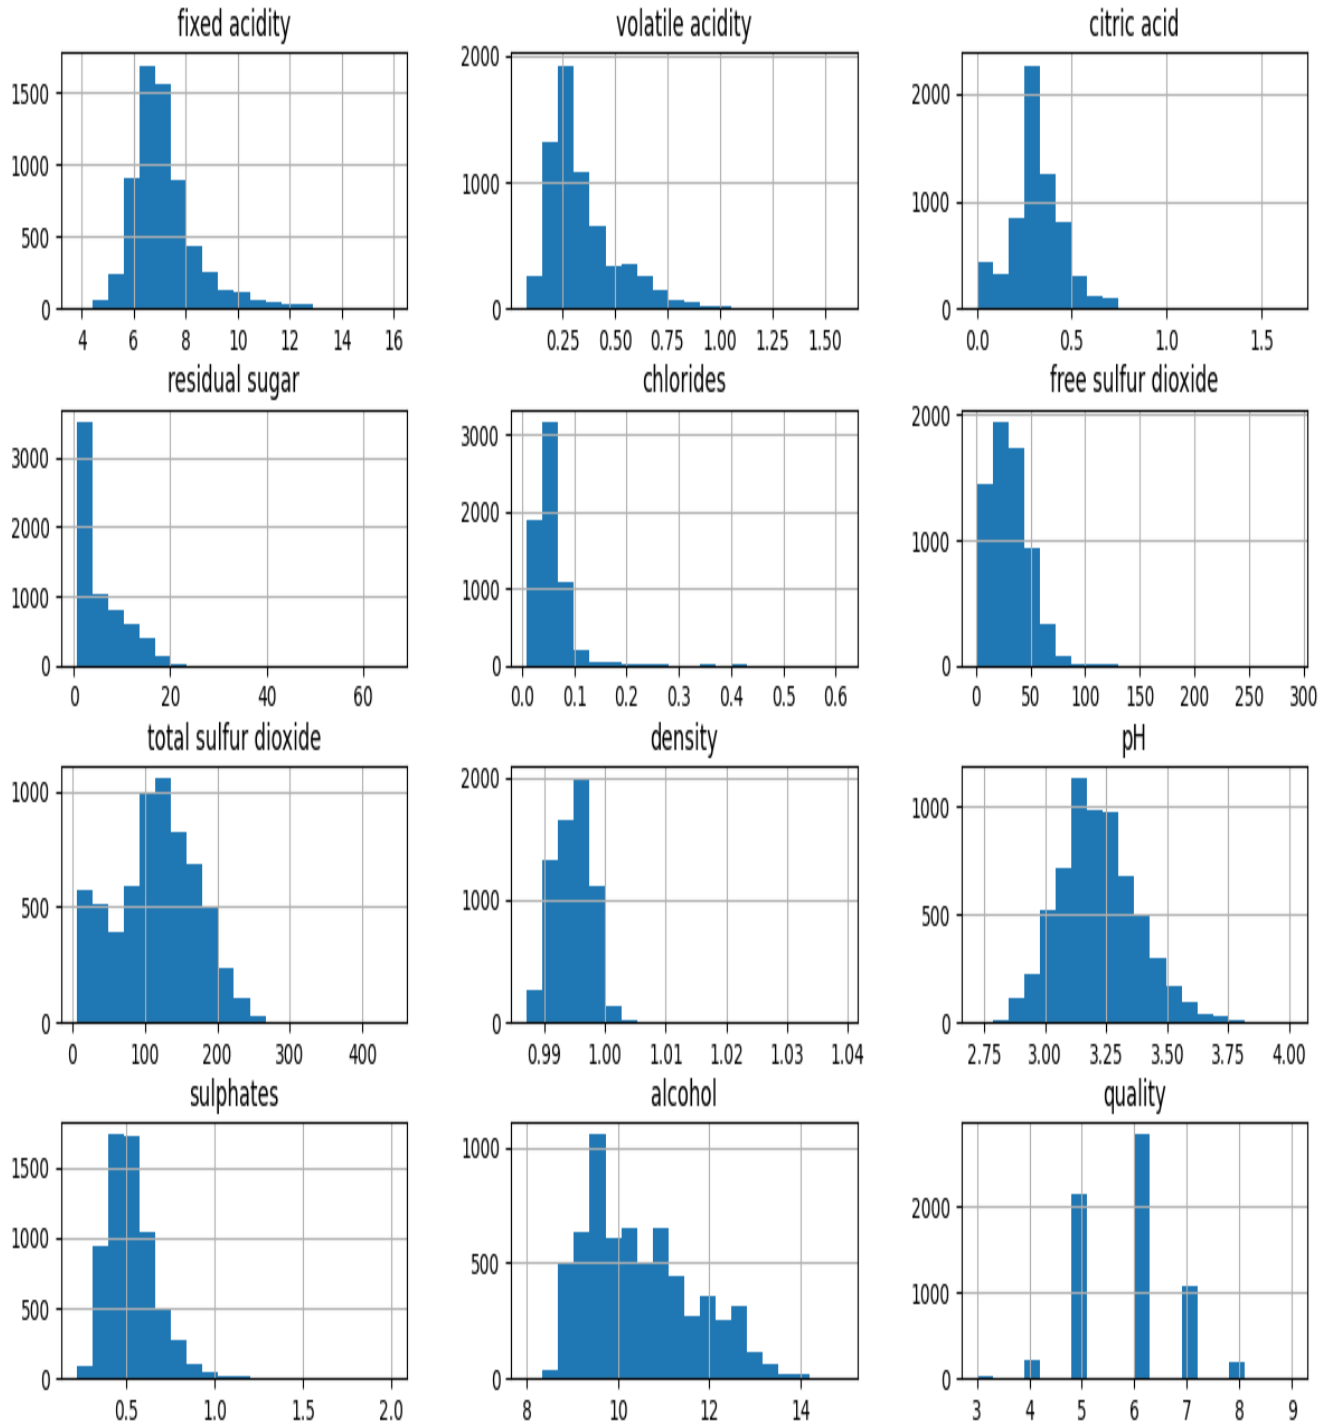 fixed acidity
volatile acidity
citric acid
1500
1000
500
0
4 6 8 10 12 14 16
2000
1000
0
0.25 0.50 0.75 1.00 1.25 1.50
2000
1000
0
0.0 0.5 1.0 1.5
residual sugar
chlorides
free sulfur dioxide
3000
2000
1000
0
0 20 40 60
3000
2000
1000
0
0.0 0.1 0.2 0.3 0.4 0.5 0.6
2000
1000
0
0 50 100 150 200 250 300
total sulfur dioxide
density
pH
1000
500
0
0 100 200 300 400
2000
1000
0
0.99 1.00 1.01 1.02 1.03 1.04
1000
500
0
2.75 3.00 3.25 3.50 3.75 4.00
sulphates
alcohol
quality
1500
1000
500
0
0.5 1.0 1.5 2.0
1000
500
0
8 10 12 14
2000
1000
0
3 4 5 6 7 8 9